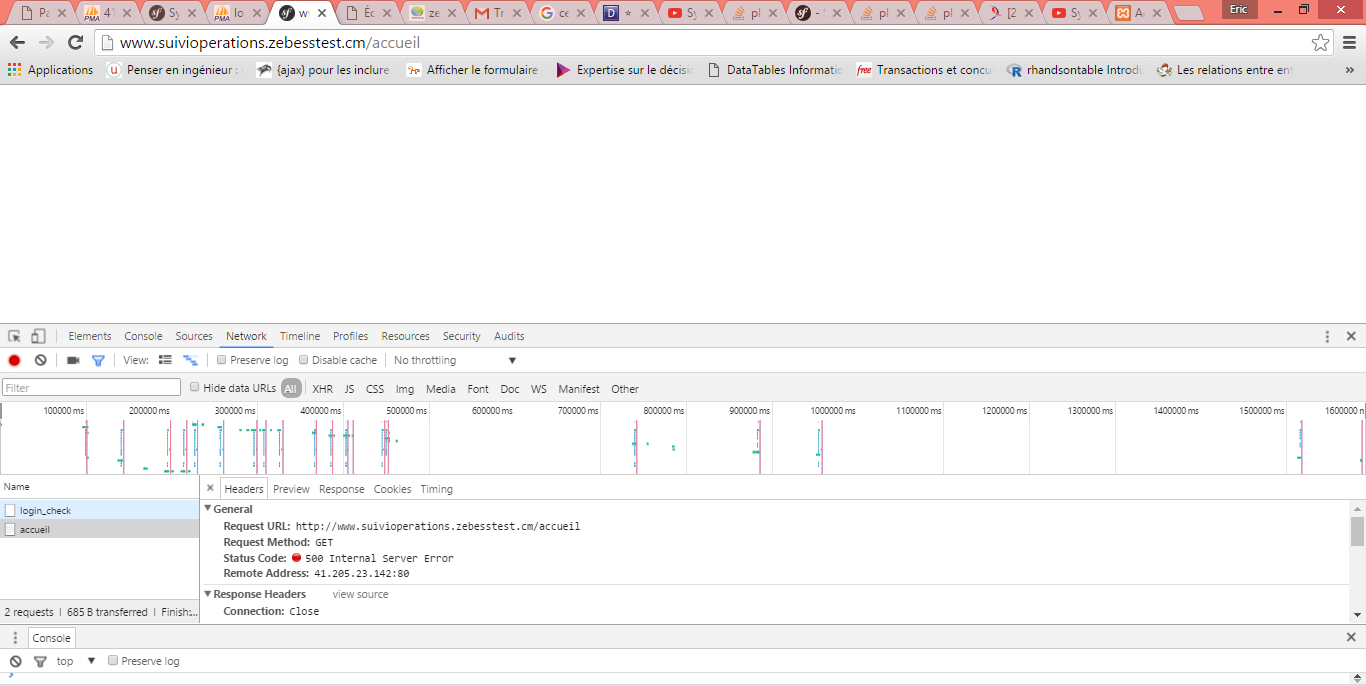 Pa 41 Sy lo w Éc ze Tr ce * Sy pl - pl pl [2 Sy A Eric
www.suivioperations.zebesstest.cm/accueil
Applications Penser en ingénieur : {ajax} pour les inclure Afficher le formulaire Expertise sur le décisi DataTables Informati Transactions et concu rhandsontable Introdu Les relations entre ent »
Elements Console Sources Network Timeline Profiles Resources Security Audits
View: Preserve log Disable cache No throttling
Filter Hide data URLs All XHR JS CSS Img Media Font Doc WS Manifest Other
100000 ms 200000 ms 300000 ms 400000 ms 500000 ms 600000 ms 700000 ms 800000 ms 900000 ms 1000000 ms 1100000 ms 1200000 ms 1300000 ms 1400000 ms 1500000 ms 1600000 n
Name Headers Preview Response Cookies Timing
login_check
accueil
General
Request URL: http://www.suivioperations.zebesstest.cm/accueil
Request Method: GET
Status Code: 500 Internal Server Error
Remote Address: 41.205.23.142:80
Response Headers view source
Connection: Close
2 requests | 685 B transferred | Finish:...
Console
top Preserve log